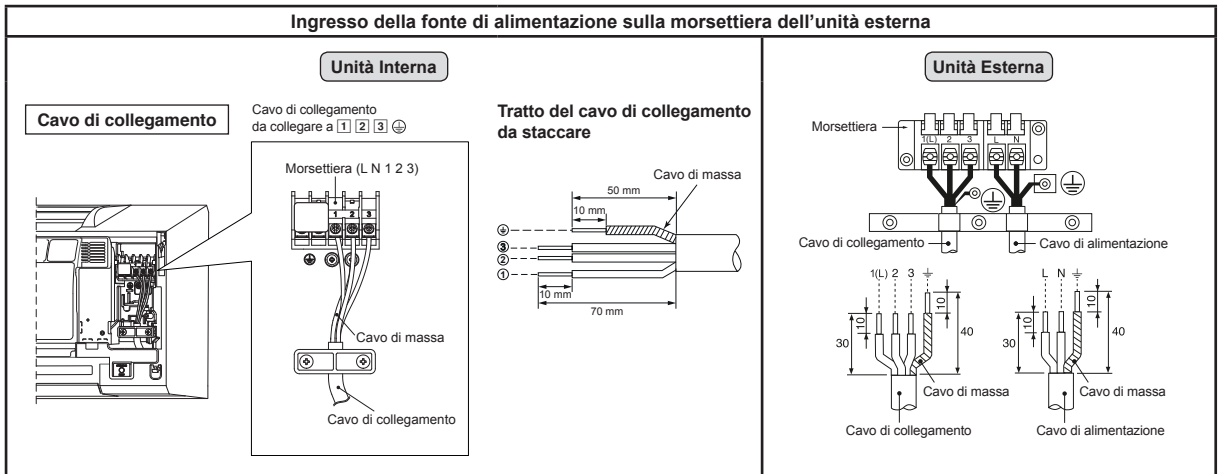 Ingresso della fonte di alimentazione sulla morsettiera dell'unità esterna
Unità Interna
Cavo di collegamento
Cavo di collegamento
da collegare a 1 2 3
Morsettiera (L N 1 2 3)
1 2 3
Cavo di massa
Cavo di collegamento
Tratto del cavo di collegamento
da staccare
Cavo di massa
50 mm
10 mm
3
2
1
10 mm
70 mm
Unità Esterna
Morsettiera
1(L) 2 3 L N
Cavo di collegamento
Cavo di alimentazione
1(L) 2 3
10
10
30
40
Cavo di massa
Cavo di collegamento
L N
10
10
30
40
Cavo di massa
Cavo di alimentazione